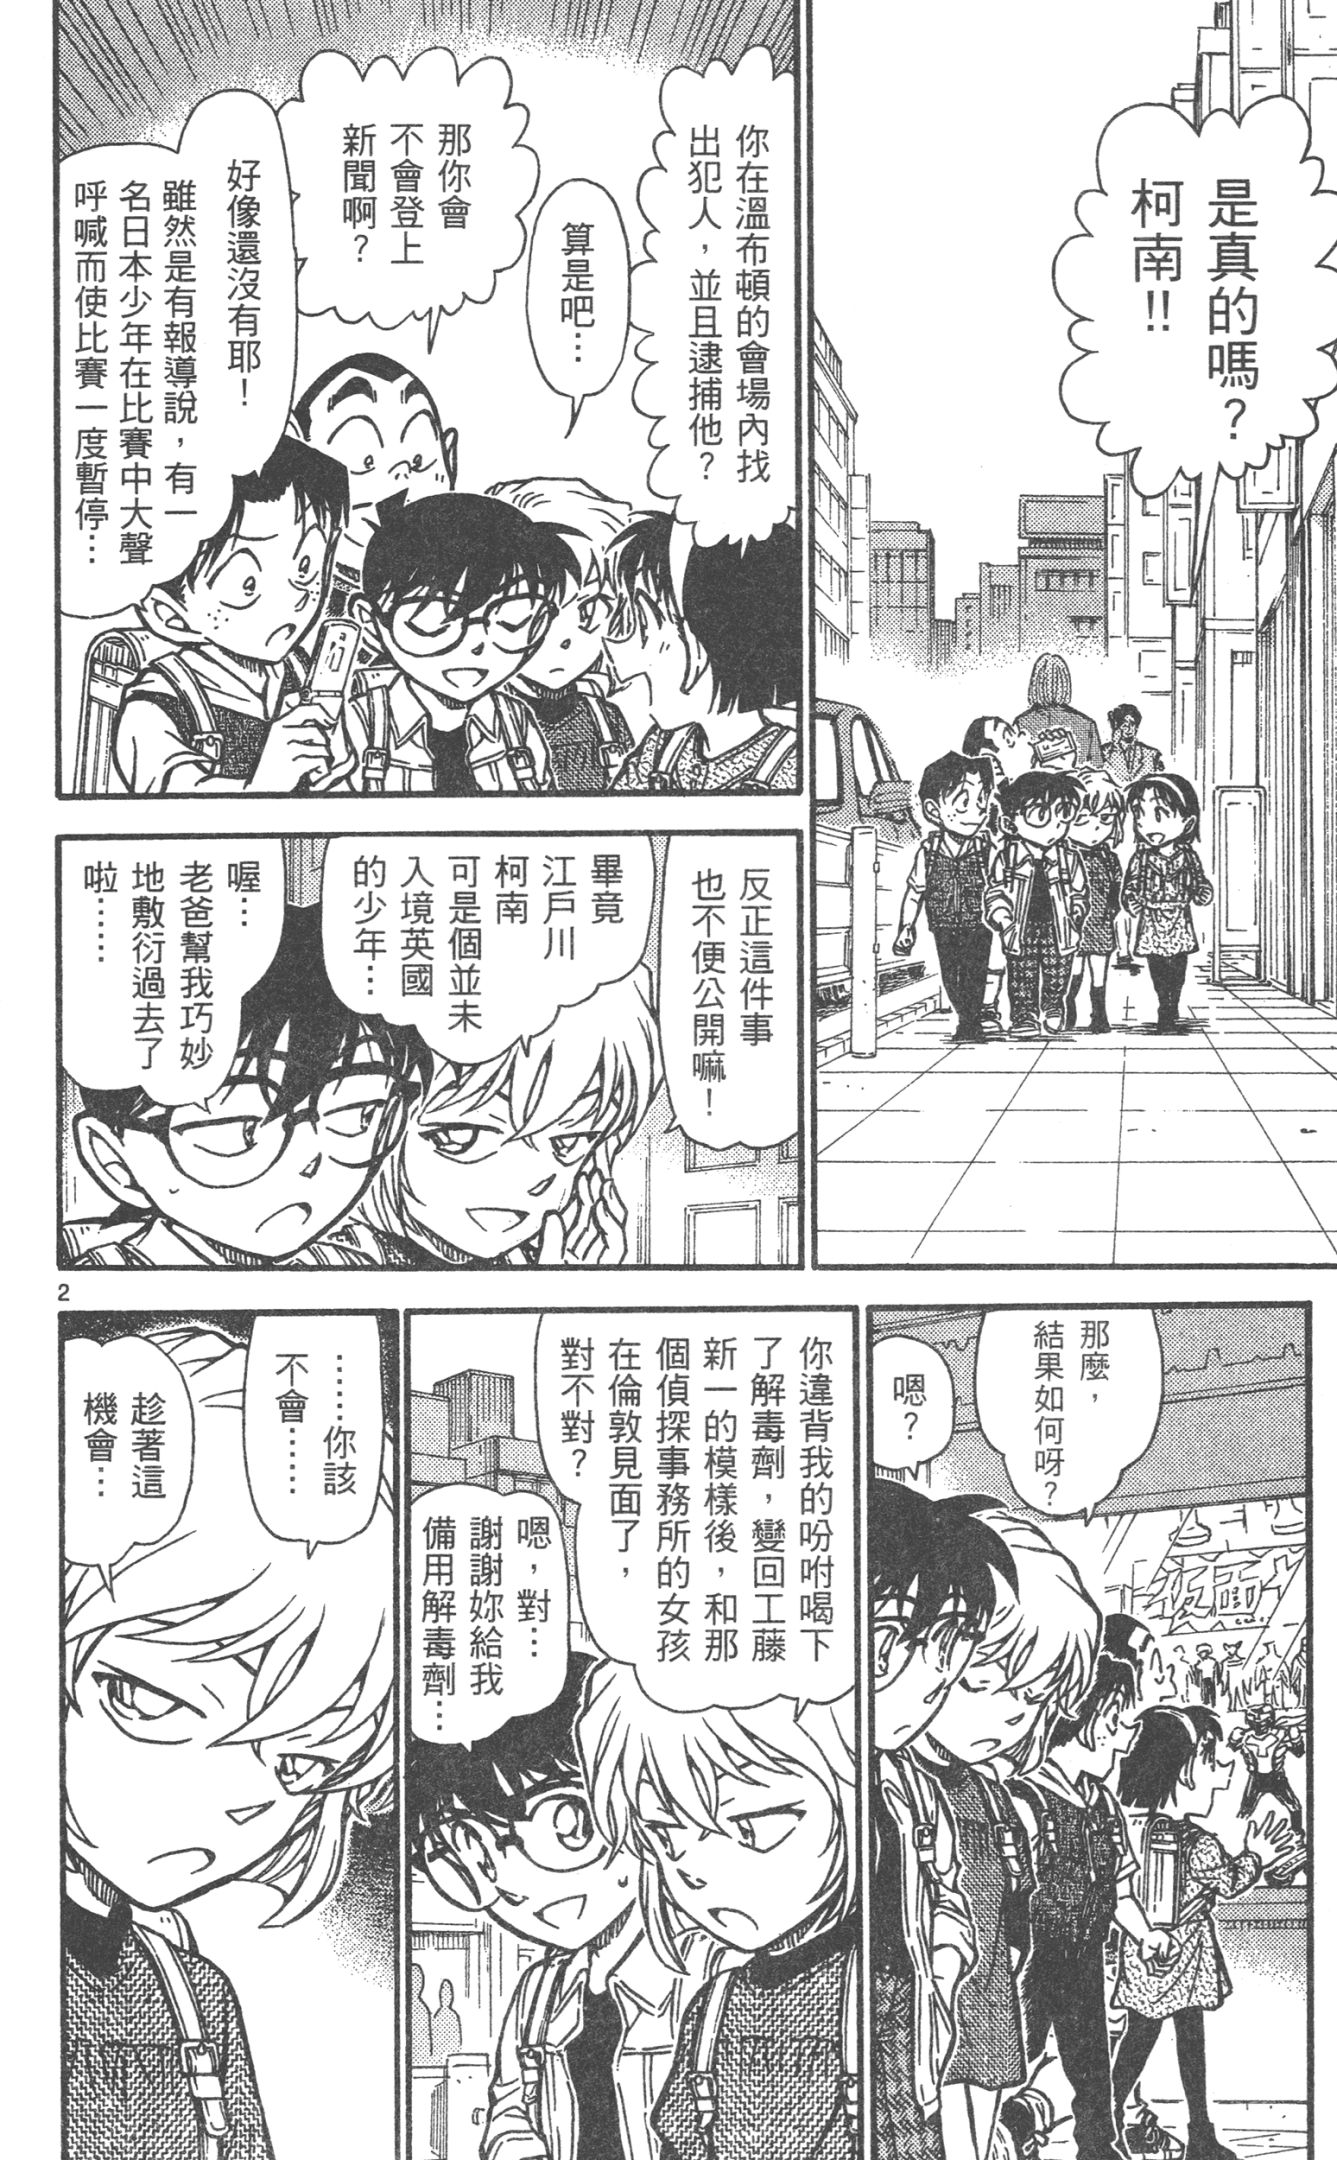 是真的嗎？
柯南!!
你在溫布頓的會場內找
出犯人，並且逮捕他？
算是吧…
那你會
不會登上
新聞啊？
好像還沒有耶！
雖然是有報導說，有一
名日本少年在比賽中大聲
呼喊而使比賽一度暫停…
反正這件事
也不便公開嘛！
畢竟
江戶川
柯南
可是個並未
入境英國
的少年…
喔…
老爸幫我巧妙
地敷衍過去了
啦……
2
那麼，
結果如何呀？
嗯？
你違背我的吩咐喝下
了解毒劑，變回工藤
新一的模樣後，和那
個偵探事務所的女孩
在倫敦見面了，
對不對？
嗯，對…
謝謝妳給我
備用解毒劑…
……你該
不會……
趁著這
機會…